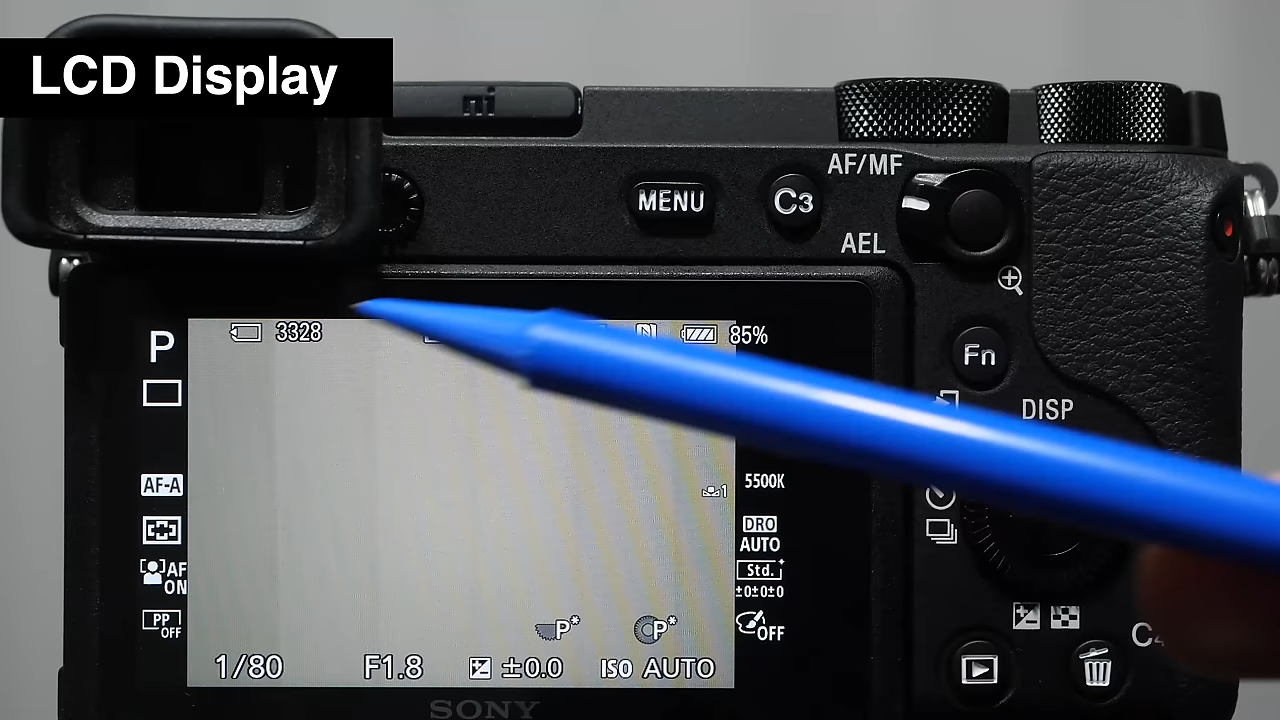 LCD Display
MENU
C3
AF/MF
AEL
P
3328
85%
Fn
DISP
AF-A
5500K
1
DRO
AUTO
AF
ON
Std.
±0±0±0
PP
OFF
P*
P*
OFF
1/80
F1.8
±0.0
ISO AUTO
SONY